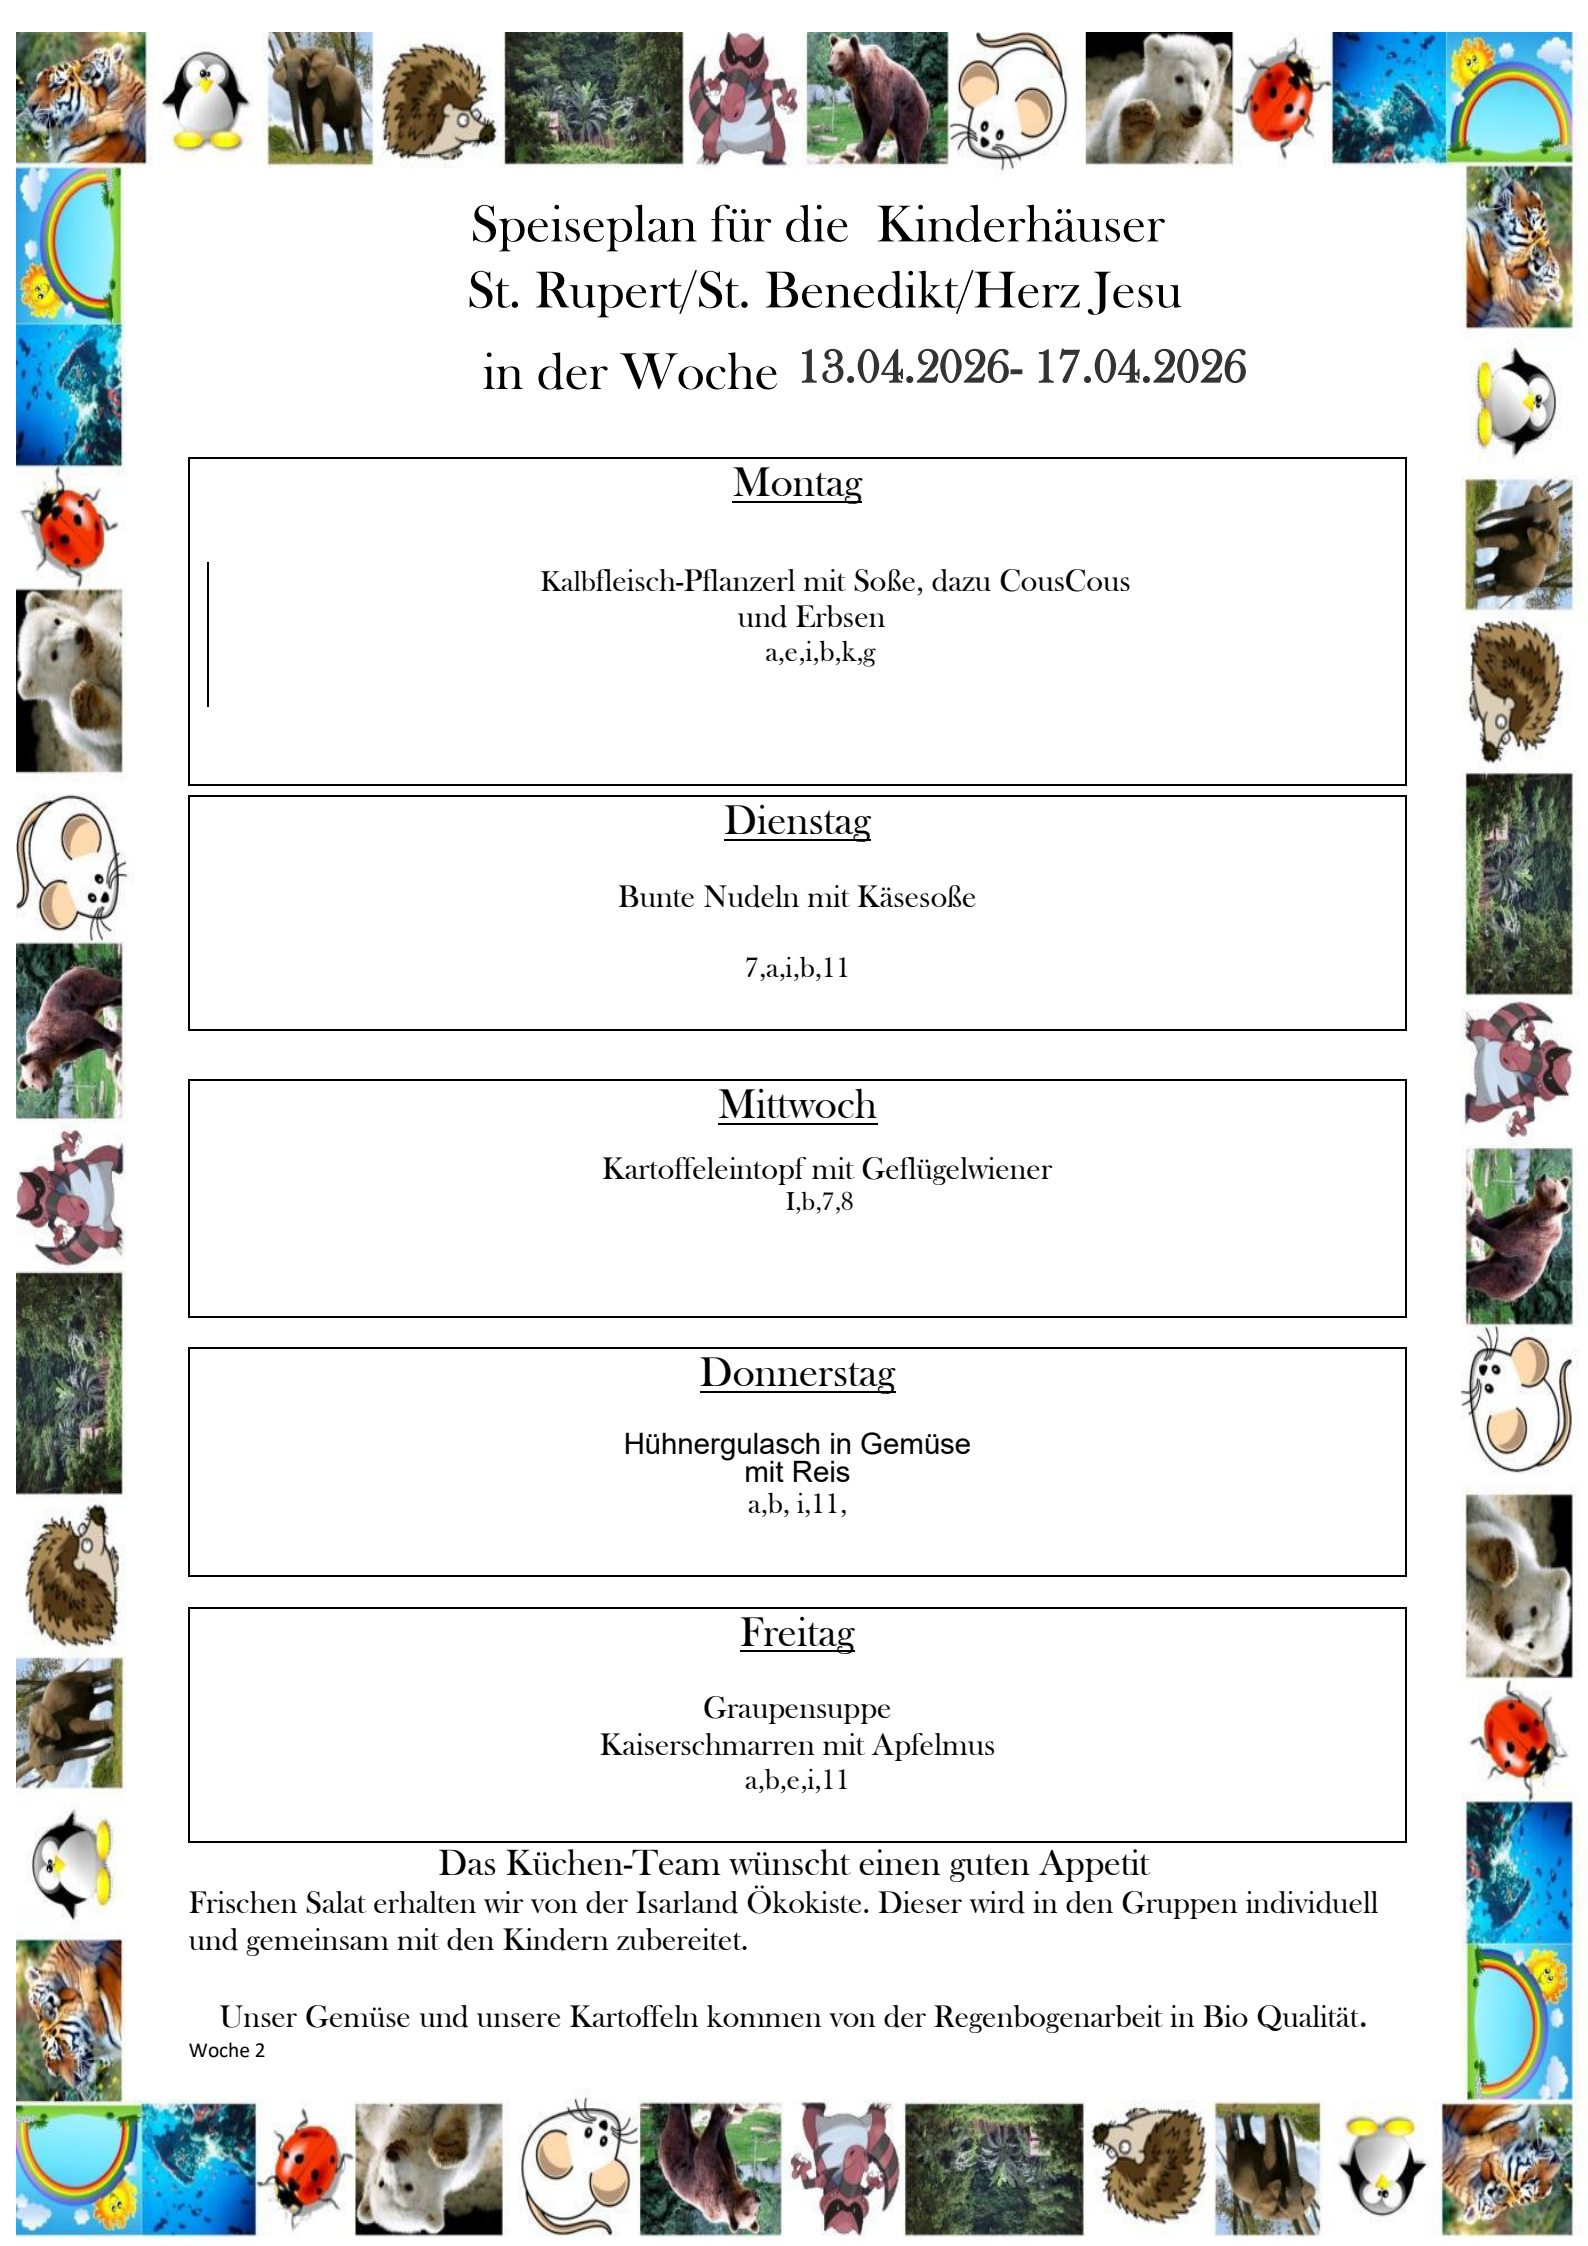 Speiseplan für die Kinderhäuser
St. Rupert/St. Benedikt/Herz Jesu
in der Woche 13.04.2026- 17.04.2026
Montag
Kalbfleisch-Pflanzerl mit Soße, dazu CousCous
und Erbsen
a,e,i,b,k,g
Dienstag
Bunte Nudeln mit Käsesoße
7,a,i,b,11
Mittwoch
Kartoffeleintopf mit Geflügelwiener
I,b,7,8
Donnerstag
Hühnergulasch in Gemüse
mit Reis
a,b, i,11,
Freitag
Graupensuppe
Kaiserschmarren mit Apfelmus
a,b,e,i,11
Das Küchen-Team wünscht einen guten Appetit
Frischen Salat erhalten wir von der Isarland Ökokiste. Dieser wird in den Gruppen individuell
und gemeinsam mit den Kindern zubereitet.
Unser Gemüse und unsere Kartoffeln kommen von der Regenbogenarbeit in Bio Qualität.
Woche 2